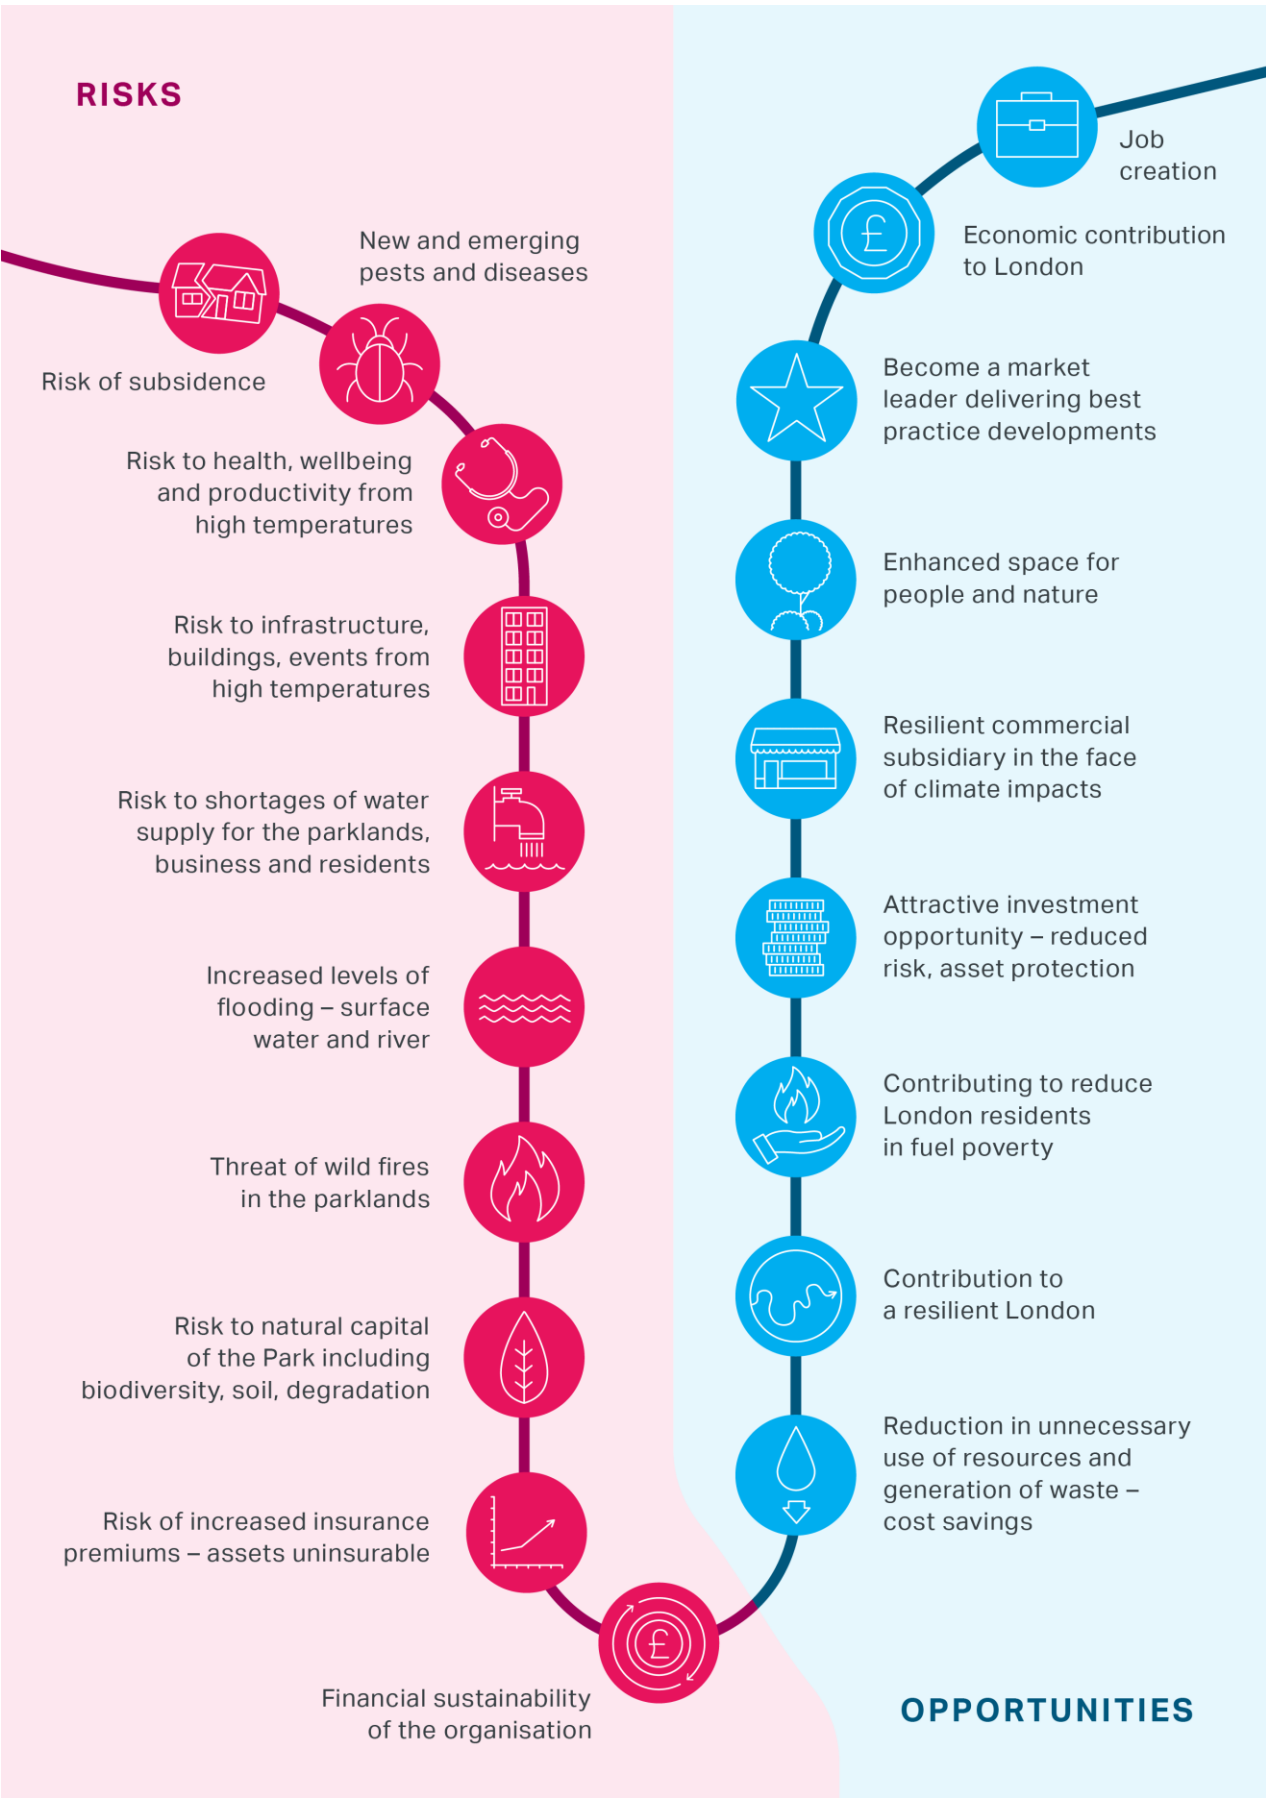 RISKS
New and emerging
pests and diseases
Risk of subsidence
Risk to health, wellbeing
and productivity from
high temperatures
Risk to infrastructure,
buildings, events from
high temperatures
Risk to shortages of water
supply for the parklands,
business and residents
Increased levels of
flooding – surface
water and river
Threat of wild fires
in the parklands
Risk to natural capital
of the Park including
biodiversity, soil, degradation
Risk of increased insurance
premiums – assets uninsurable
£
Financial sustainability
of the organisation
Job
creation
£
Economic contribution
to London
Become a market
leader delivering best
practice developments
Enhanced space for
people and nature
Resilient commercial
subsidiary in the face
of climate impacts
Attractive investment
opportunity – reduced
risk, asset protection
Contributing to reduce
London residents
in fuel poverty
Contribution to
a resilient London
Reduction in unnecessary
use of resources and
generation of waste –
cost savings
OPPORTUNITIES